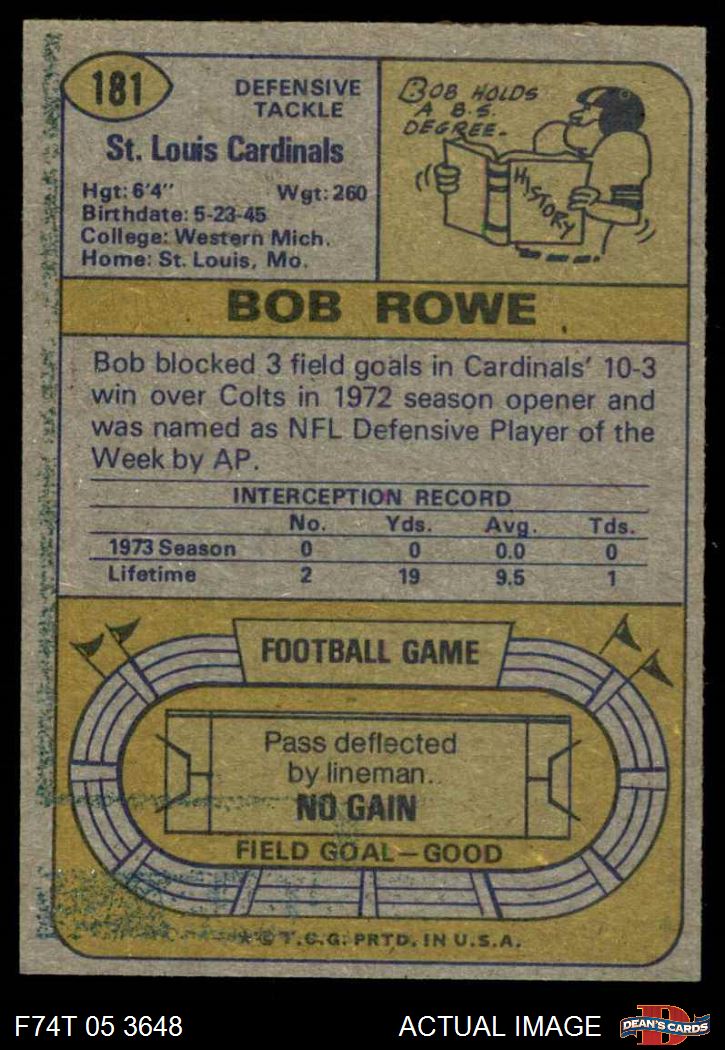 181
DEFENSIVE
TACKLE
St. Louis Cardinals
Hgt: 6'4"   Wgt: 260
Birthdate: 5-23-45
College: Western Mich.
Home: St. Louis, Mo.
BOB HOLDS
A B.S.
DEGREE.
HISTORY
BOB ROWE
Bob blocked 3 field goals in Cardinals' 10-3
win over Colts in 1972 season opener and
was named as NFL Defensive Player of the
Week by AP.
INTERCEPTION RECORD
No. Yds. Avg. Tds.
1973 Season 0 0 0.0 0
Lifetime 2 19 9.5 1
FOOTBALL GAME
Pass deflected
by lineman..
NO GAIN
FIELD GOAL—GOOD
© T.C.G. PRTD. IN U.S.A.
F74T 05 3648 ACTUAL IMAGE
D
DEAN'S CARDS